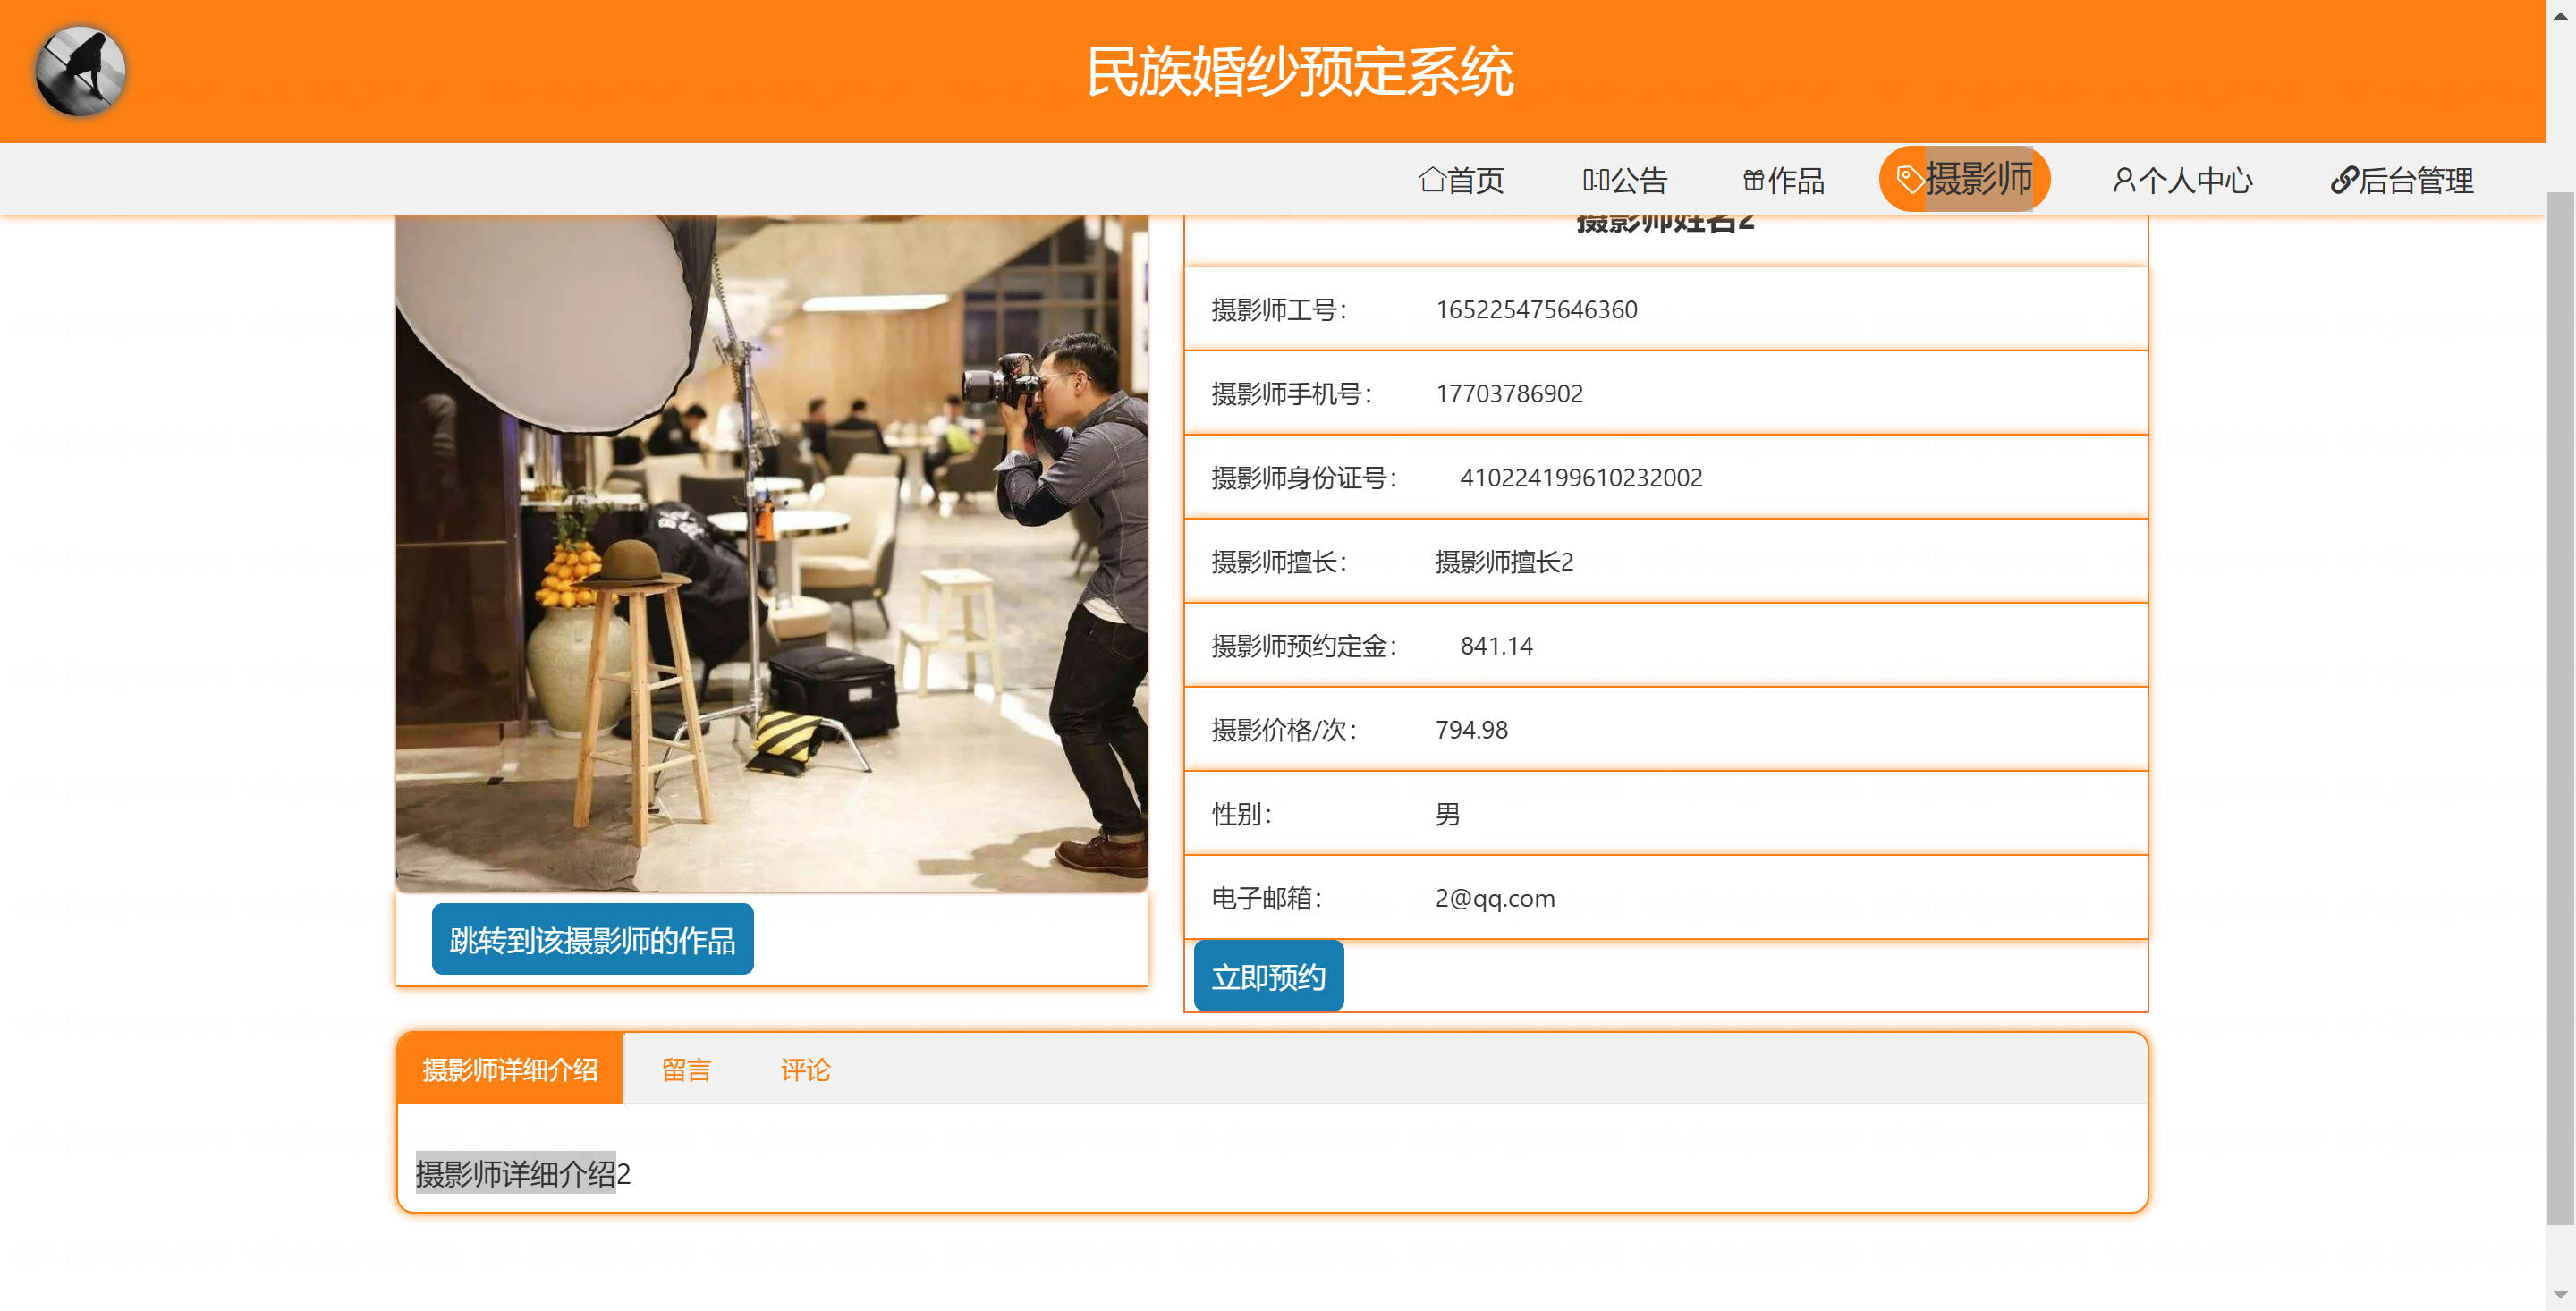 民族婚纱预定系统
首页
公告
作品
摄影师
个人中心
后台管理
摄影师姓名2
摄影师工号： 165225475646360
摄影师手机号： 17703786902
摄影师身份证号： 410224199610232002
摄影师擅长： 摄影师擅长2
摄影师预约定金： 841.14
摄影价格/次： 794.98
性别： 男
电子邮箱： 2@qq.com
跳转到该摄影师的作品
立即预约
摄影师详细介绍
留言
评论
摄影师详细介绍2